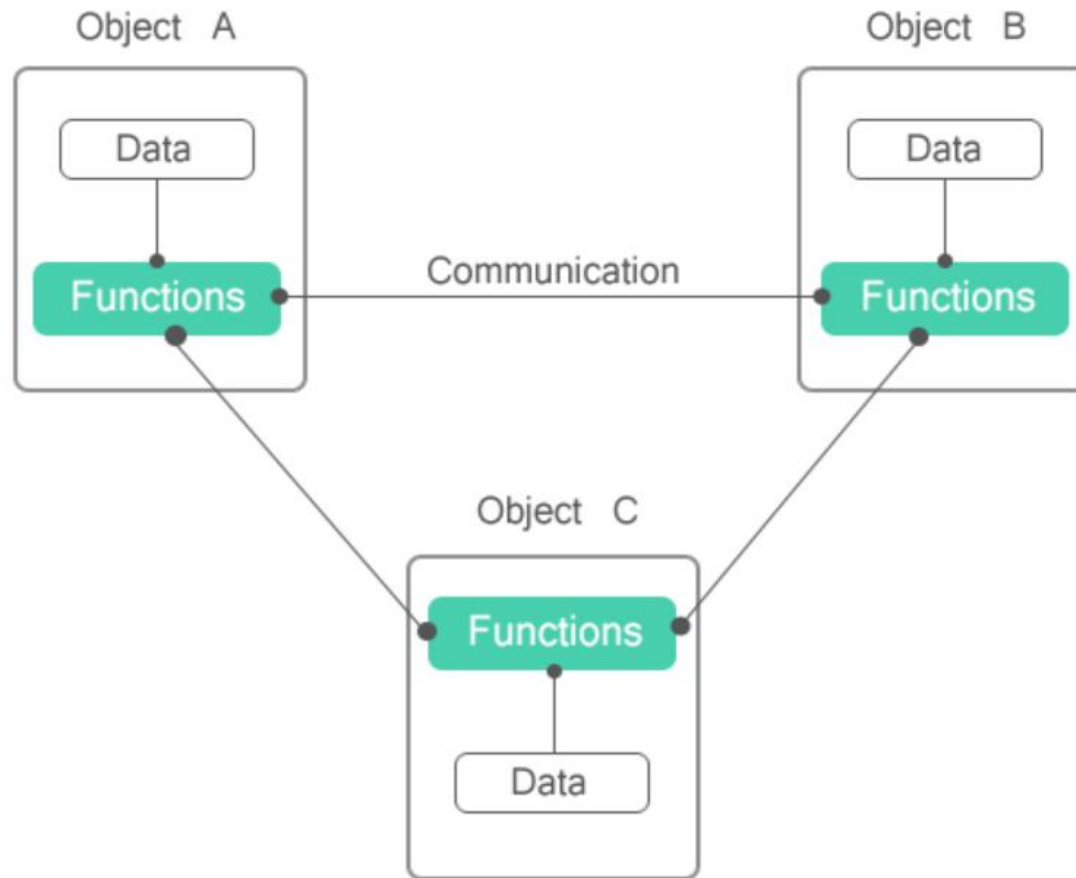 Object A
Object B
Data
Data
Functions
Communication
Functions
Object C
Functions
Data